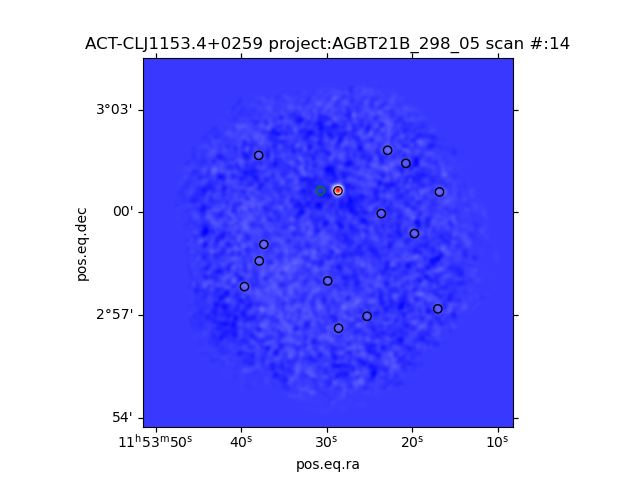 ACT-CLJ1153.4+0259 project:AGBT21B_298_05 scan #:14
3°03'
00'
2°57'
54'
pos.eq.dec
11ʰ53ᵐ50ˢ 40ˢ 30ˢ 20ˢ 10ˢ
pos.eq.ra